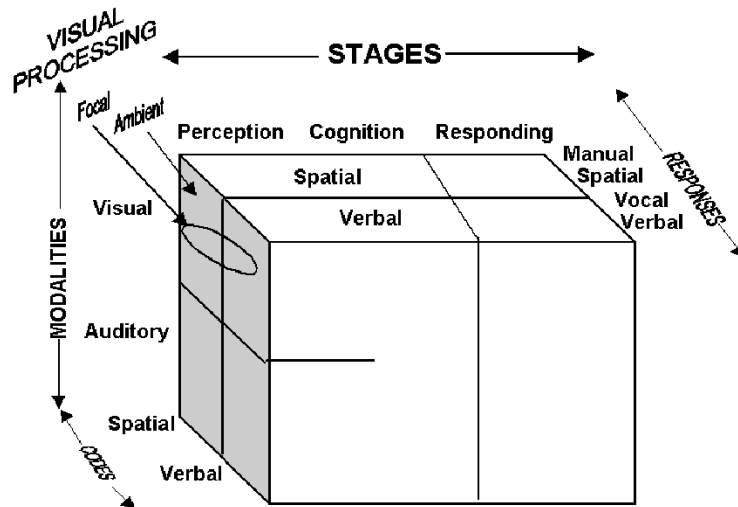 VISUAL
PROCESSING
STAGES
Focal
Ambient
Perception Cognition Responding
Manual
Spatial
Vocal
Verbal
RESPONSES
Spatial
Visual
Verbal
MODALITIES
Auditory
Spatial
Verbal
CODES